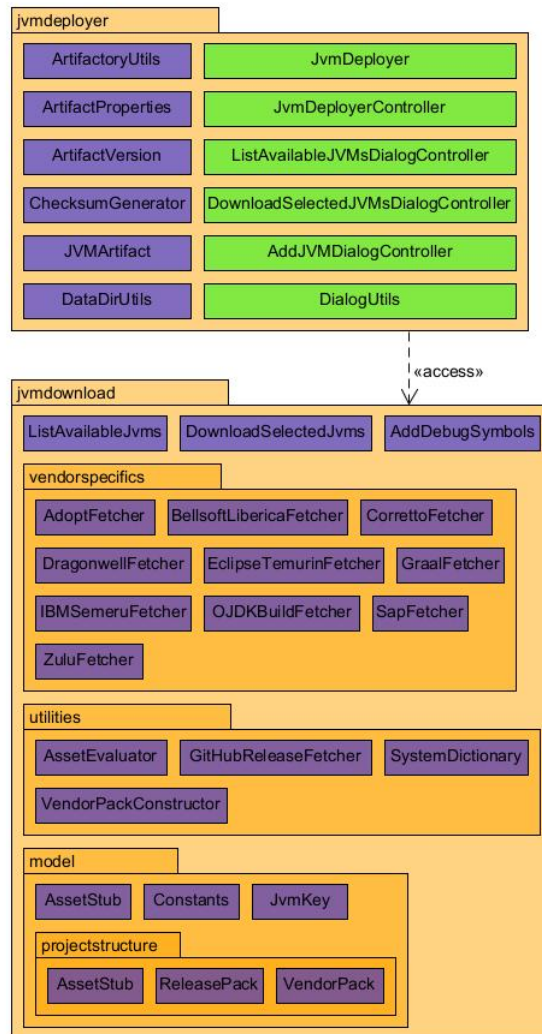 jvmdeployer
ArtifactoryUtils JvmDeployer
ArtifactProperties JvmDeployerController
ArtifactVersion ListAvailableJVMsDialogController
ChecksumGenerator DownloadSelectedJVMsDialogController
JVMArtifact AddJVMDialogController
DataDirUtils DialogUtils
«access»
jvmdownload
ListAvailableJvms DownloadSelectedJvms AddDebugSymbols
vendorspecifics
AdoptFetcher BellsoftLibericaFetcher CorrettoFetcher
DragonwellFetcher EclipseTemurinFetcher GraalFetcher
IBMSemeruFetcher OJDKBuildFetcher SapFetcher
ZuluFetcher
utilities
AssetEvaluator GitHubReleaseFetcher SystemDictionary
VendorPackConstructor
model
AssetStub Constants JvmKey
projectstructure
AssetStub ReleasePack VendorPack